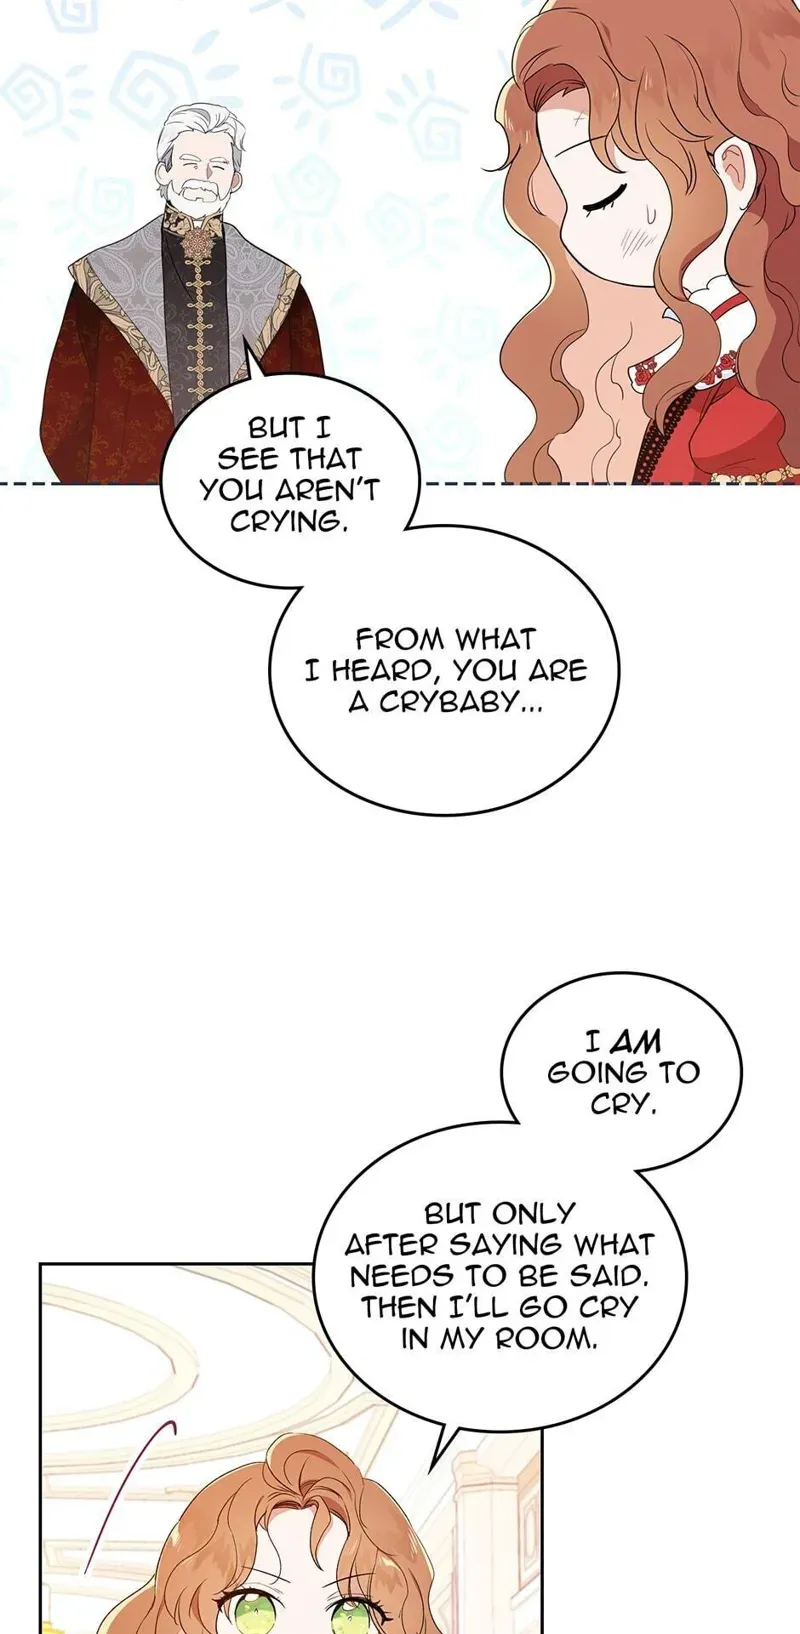 BUT I
SEE THAT
YOU AREN'T
CRYING.
FROM WHAT
I HEARD, YOU ARE
A CRYBABY...
I AM
GOING TO
CRY.
BUT ONLY
AFTER SAYING WHAT
NEEDS TO BE SAID.
THEN I'LL GO CRY
IN MY ROOM.